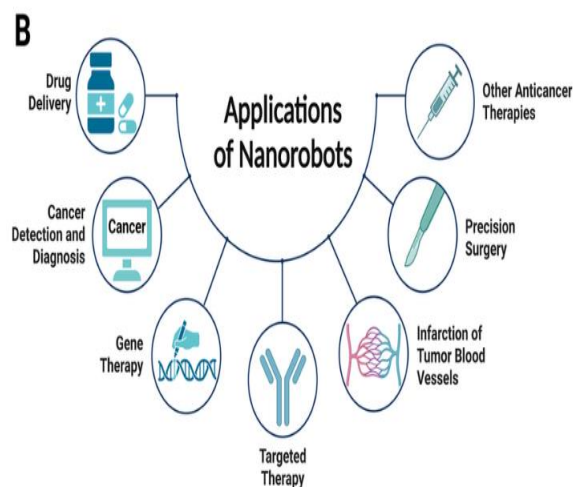 B
Applications
of Nanorobots
Drug
Delivery
Cancer
Detection and
Diagnosis
Cancer
Gene
Therapy
Targeted
Therapy
Infarction of
Tumor Blood
Vessels
Precision
Surgery
Other Anticancer
Therapies